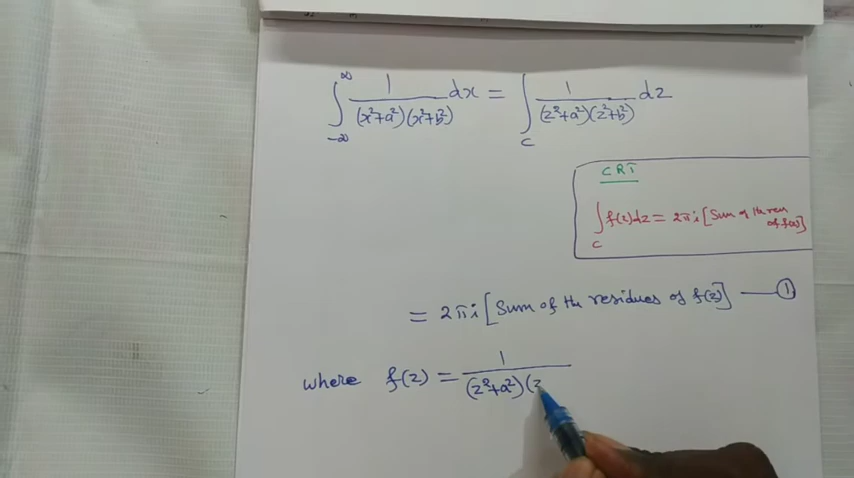 ∫_{-∞}^{∞} 1/((x²+a²)(x²+b²)) dx = ∫_C 1/((z²+a²)(z²+b²)) dz
CRT
∫_C f(z)dz = 2πi [Sum of the res of f(z)]
= 2πi [Sum of the residues of f(z)] — ①
where f(z) = 1/((z²+a²)(z